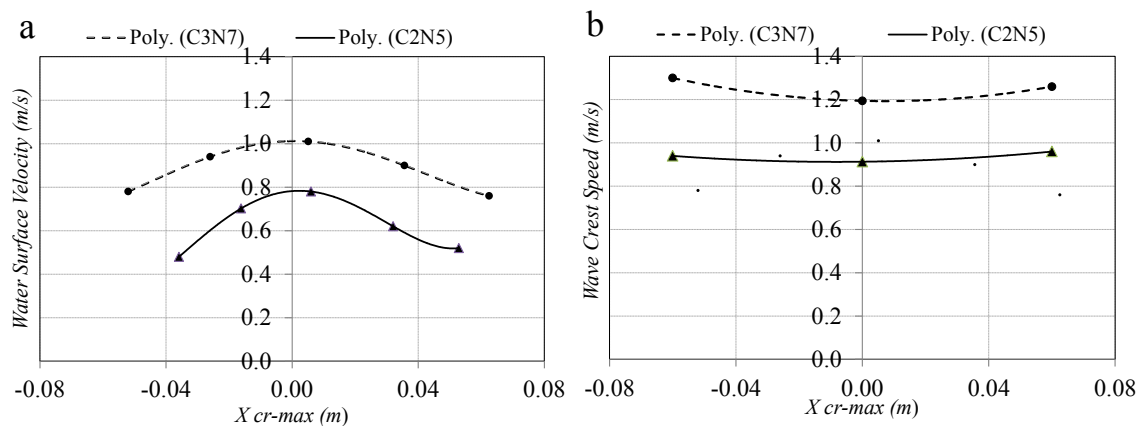 a
Poly. (C3N7)
Poly. (C2N5)
1.4
1.2
1.0
0.8
0.6
0.4
0.2
0.0
-0.08
-0.04
0.00
0.04
0.08
Water Surface Velocity (m/s)
X cr-max (m)
b
Poly. (C3N7)
Poly. (C2N5)
1.4
1.2
1.0
0.8
0.6
0.4
0.2
0.0
-0.08
-0.04
0.00
0.04
0.08
Wave Crest Speed (m/s)
X cr-max (m)